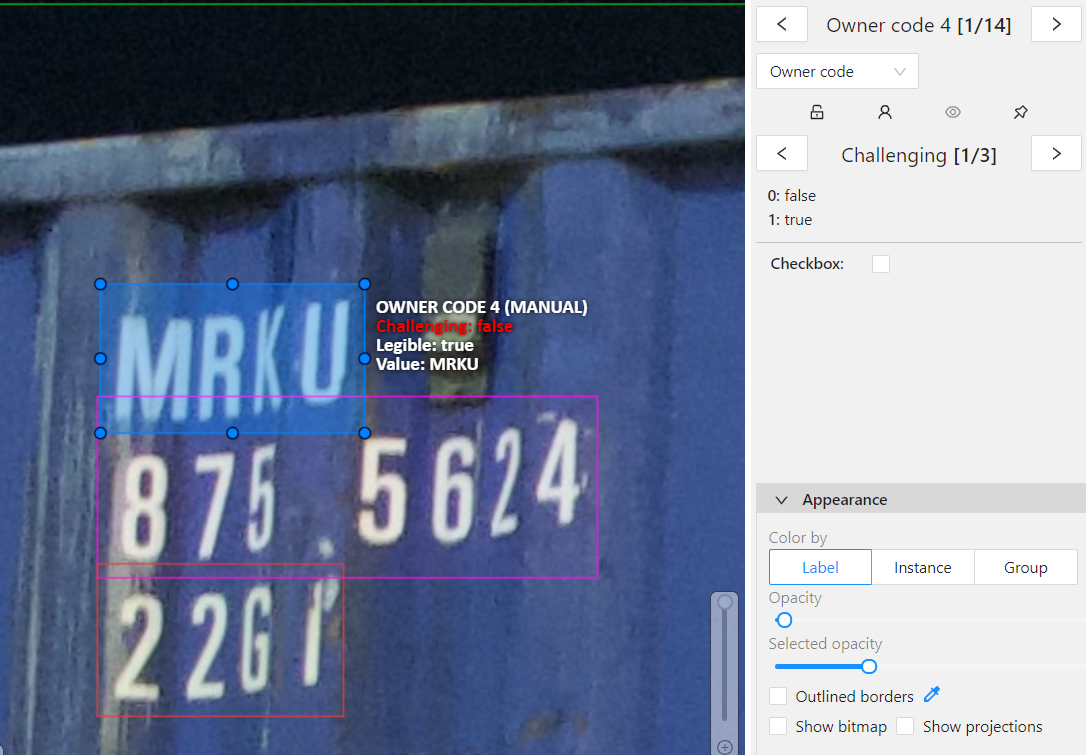 MRKU
875 5624
22G1
OWNER CODE 4 (MANUAL)
Challenging: false
Legible: true
Value: MRKU
Owner code 4 [1/14]
Owner code
Challenging [1/3]
0: false
1: true
Checkbox:
Appearance
Color by
Label Instance Group
Opacity
Selected opacity
Outlined borders
Show bitmap Show projections